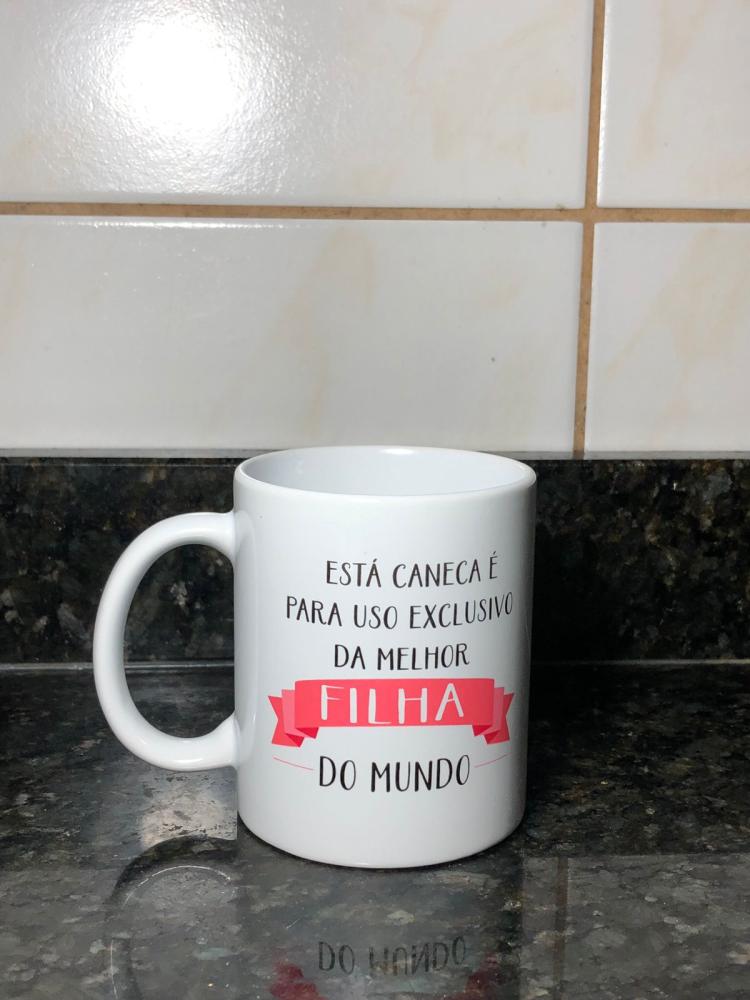 ESTÁ CANECA É
PARA USO EXCLUSIVO
DA MELHOR
FILHA
DO MUNDO